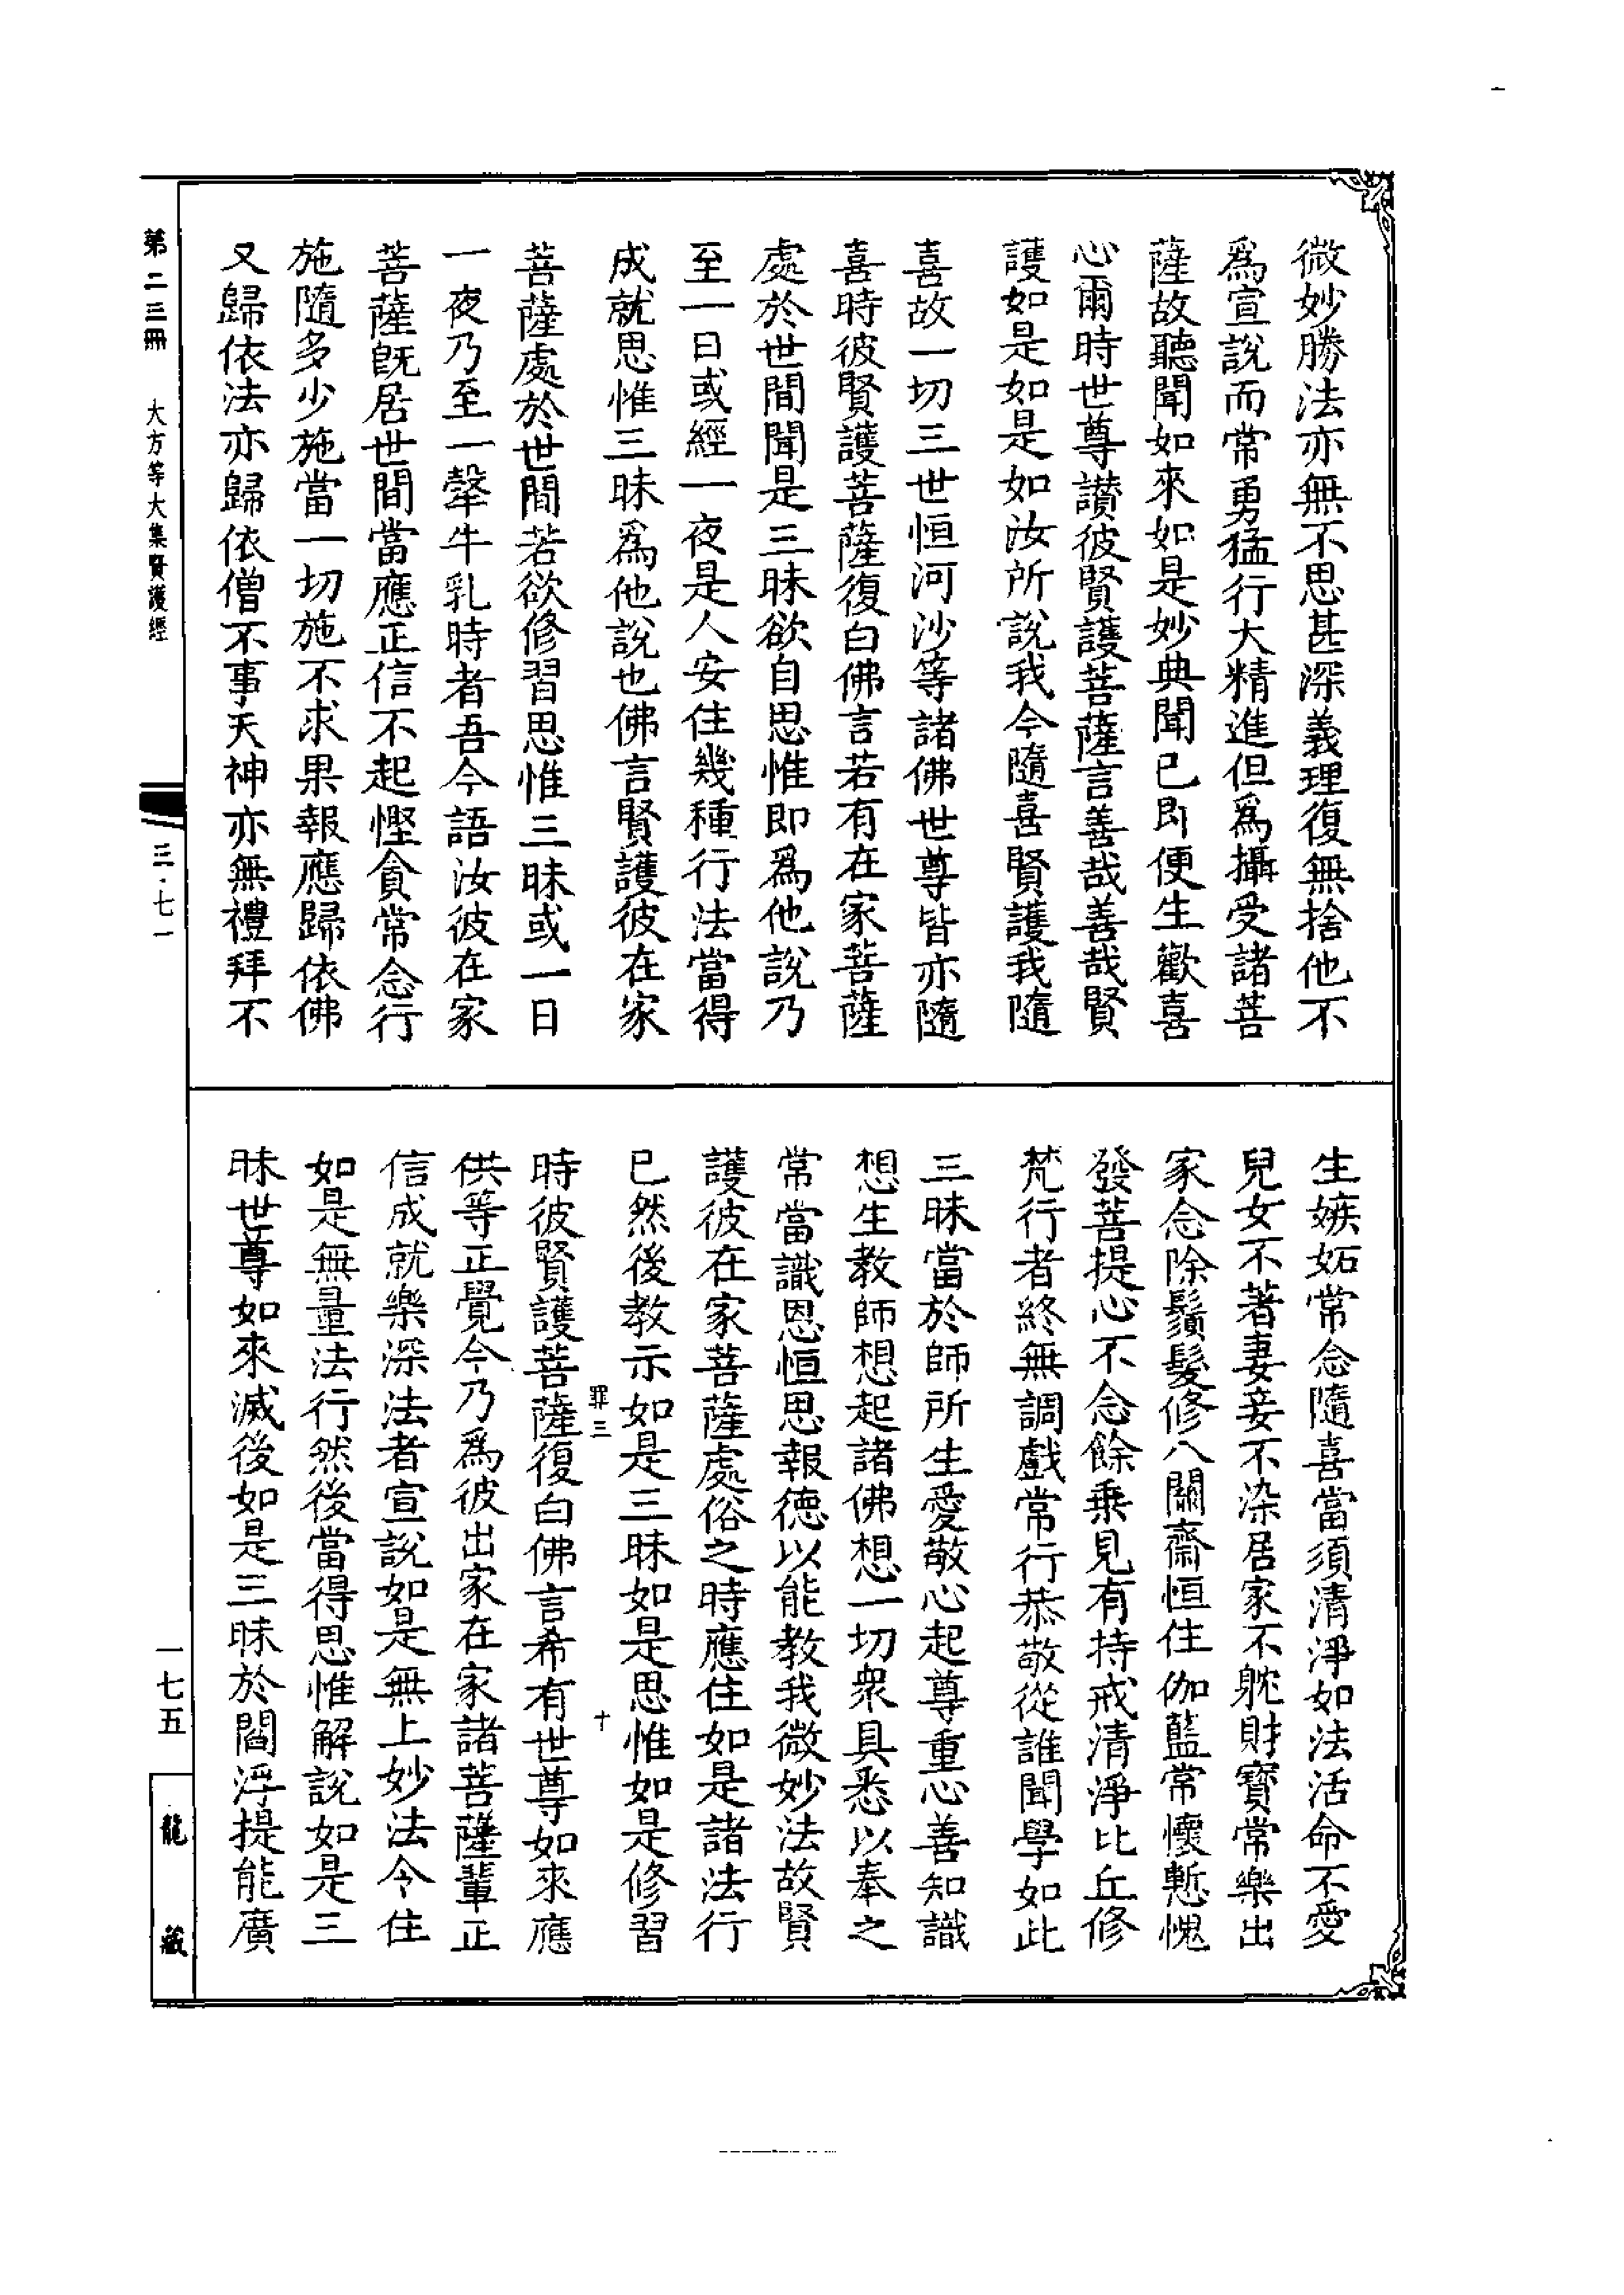 微妙勝法亦無不思甚深義理復無捨他不
爲宣說而常勇猛行大精進但爲攝受諸菩
薩故聽聞如來如是妙典聞已即便生歡喜
心爾時世尊讃彼賢護菩薩言善哉善哉賢
護如是如是如汝所說我今隨喜賢護我隨
喜故一切三世恒河沙等諸佛世尊皆亦隨
喜時彼賢護菩薩復白佛言若有在家菩薩
處於世間聞是三昧欲自思惟即爲他說乃
至一日或經一夜是人安住幾種行法當得
成就思惟三昧爲他說也佛言賢護彼在家
菩薩處於世間若欲修習思惟三昧或一日
一夜乃至一㲉牛乳時者吾今語汝彼在家
菩薩既居世間當應正信不起慳貪常念行
施隨多少施當一切施不求果報應歸依佛
又歸依法亦歸依僧不事天神亦無禮拜不
生嫉妬常念隨喜當須清淨如法活命不愛
兒女不著妻妾不染居家不躭財寶常樂出
家念除鬚髮修八關齋恒住伽藍常懷慙愧
發菩提心不念餘乗見有持戒清淨比丘修
梵行者終無調戲常行恭敬從誰聞學如此
三昧當於師所生愛敬心起尊重心善知識
想生教師想起諸佛想一切衆具悉以奉之
常當識恩恒思報德以能教我微妙法故賢
護彼在家菩薩處俗之時應住如是諸法行
已然後教示如是三昧如是思惟如是修習
罪三 十
時彼賢護菩薩復白佛言希有世尊如來應
供等正覺今乃爲彼出家在家諸菩薩輩正
信成就樂深法者宣說如是無上妙法令住
如是無量法行然後當得思惟解說如是三
昧世尊如來滅後如是三昧於閻浮提能廣
第二三冊 大方等大集賢護經
三·七一
一七五
龍藏